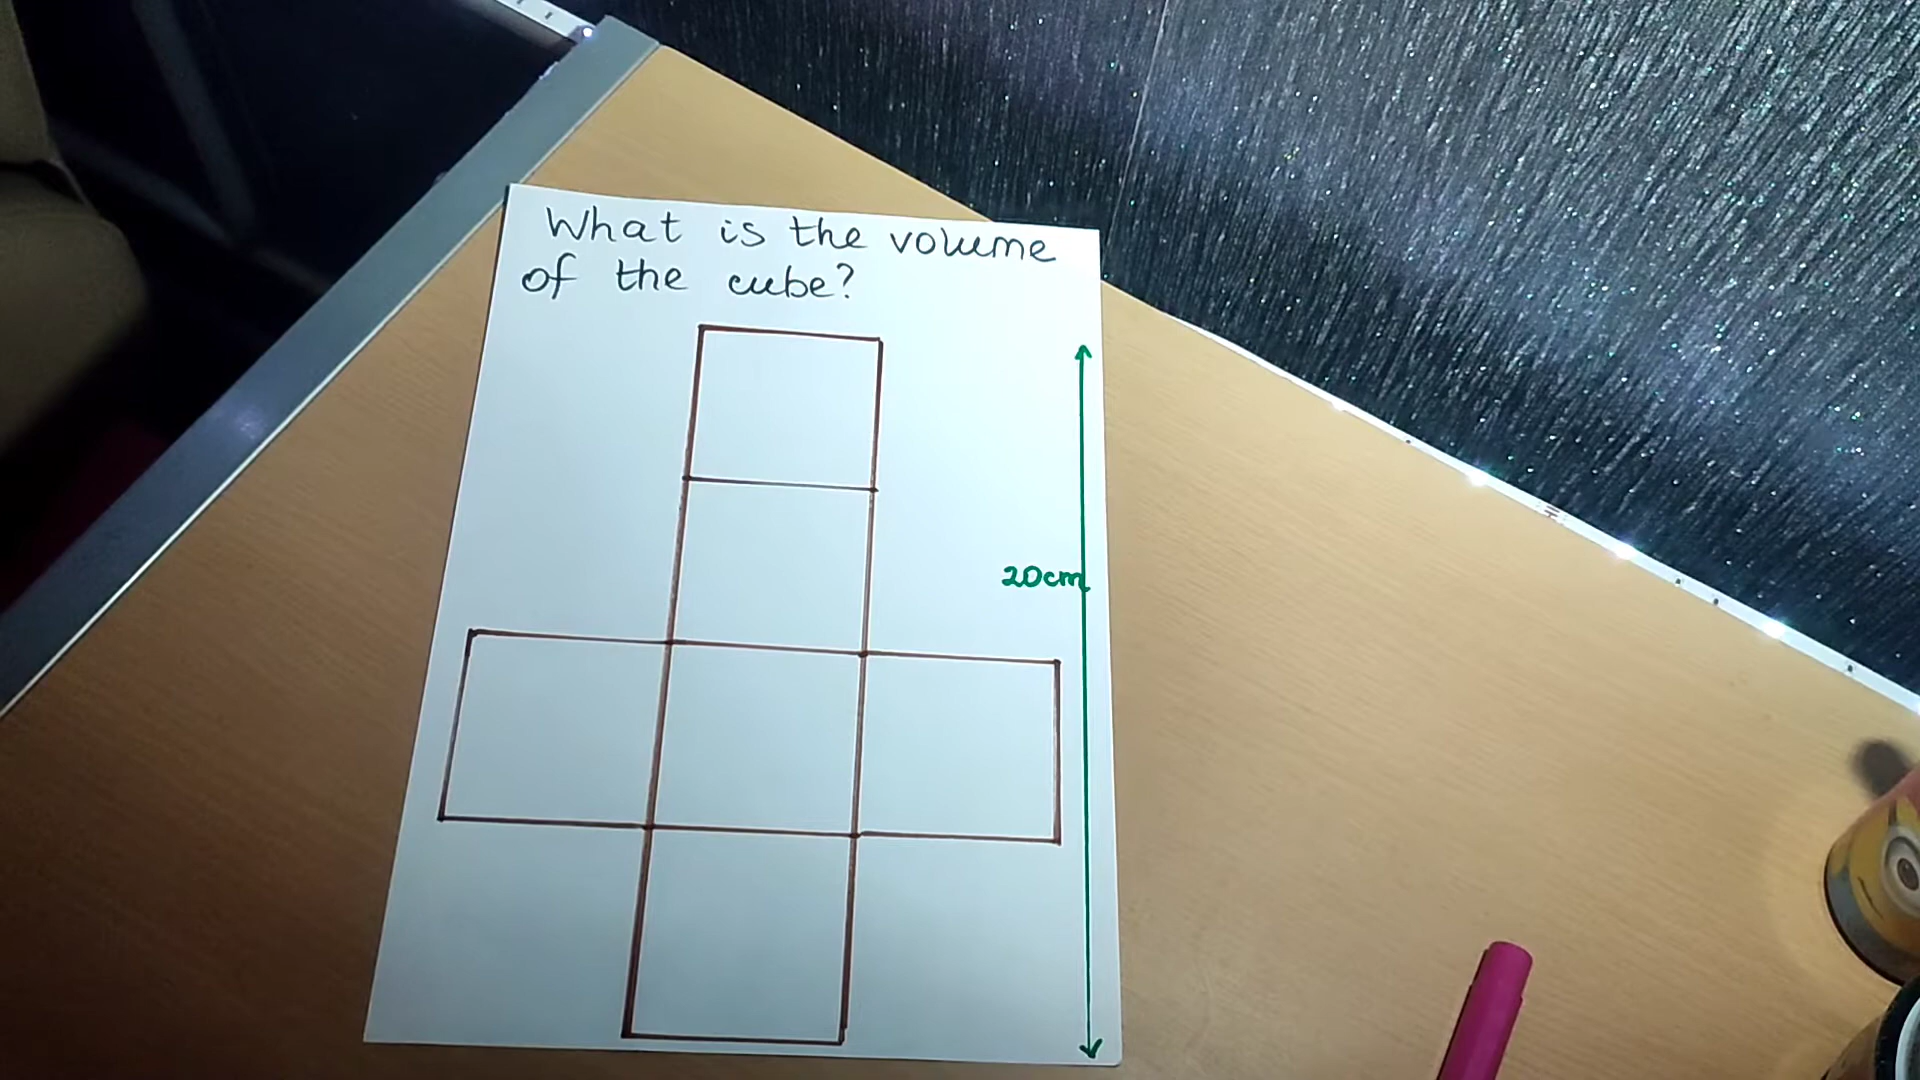 What is the volume
of the cube?
20cm